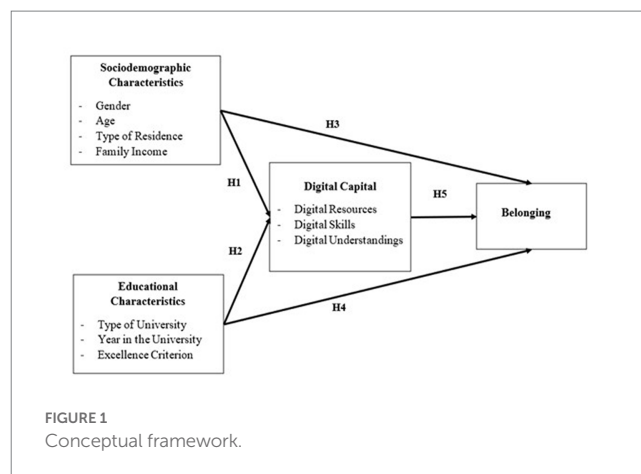 Sociodemographic
Characteristics
- Gender
- Age
- Type of Residence
- Family Income
H3
H1
Digital Capital
- Digital Resources
- Digital Skills
- Digital Understandings
H5
Belonging
H2
Educational
Characteristics
- Type of University
- Year in the University
- Excellence Criterion
H4
FIGURE 1
Conceptual framework.